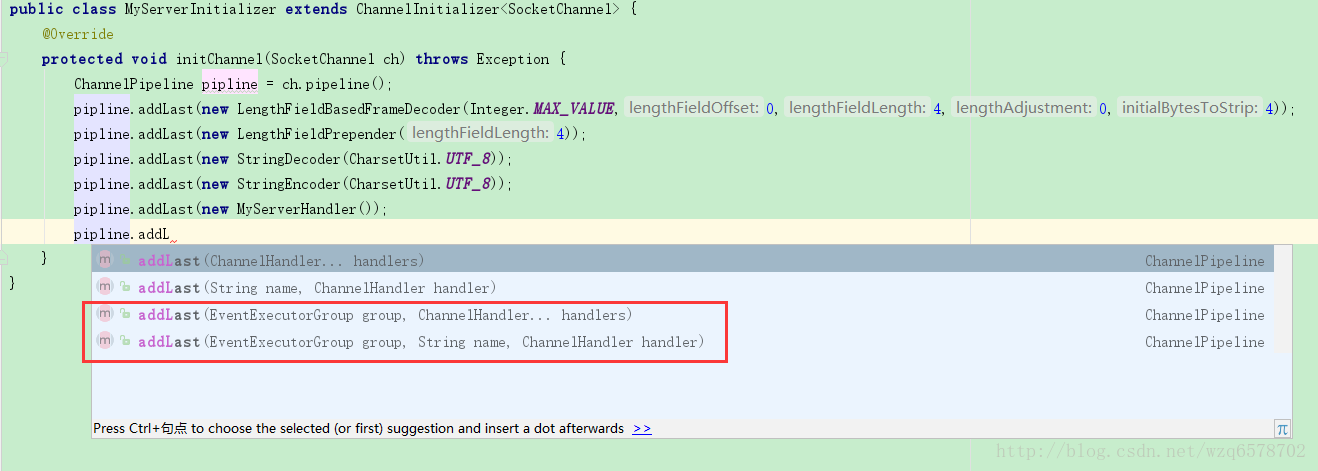 public class MyServerInitializer extends ChannelInitializer<SocketChannel> {
@Override
protected void initChannel(SocketChannel ch) throws Exception {
ChannelPipeline pipline = ch.pipeline();
pipline.addLast(new LengthFieldBasedFrameDecoder(Integer.MAX_VALUE, lengthFieldOffset: 0, lengthFieldLength: 4, lengthAdjustment: 0, initialBytesToStrip: 4));
pipline.addLast(new LengthFieldPrepender( lengthFieldLength: 4));
pipline.addLast(new StringDecoder(CharsetUtil.UTF_8));
pipline.addLast(new StringEncoder(CharsetUtil.UTF_8));
pipline.addLast(new MyServerHandler());
pipline.addL
m addLast(ChannelHandler... handlers) ChannelPipeline
m addLast(String name, ChannelHandler handler) ChannelPipeline
m addLast(EventExecutorGroup group, ChannelHandler... handlers) ChannelPipeline
m addLast(EventExecutorGroup group, String name, ChannelHandler handler) ChannelPipeline
}
}
Press Ctrl+句点 to choose the selected (or first) suggestion and insert a dot afterwards >> π
http://blog.csdn.net/wzq6578702